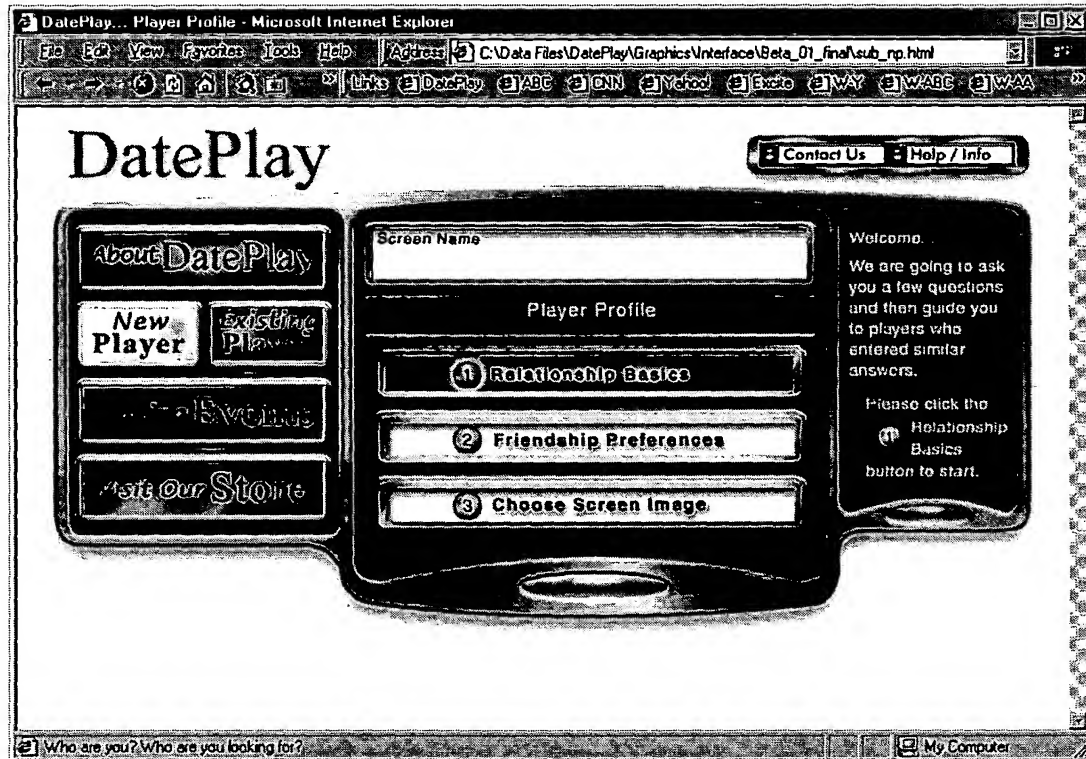 DatePlay... Player Profile - Microsoft Internet Explorer
File Edit View Favorites Tools Help Address C:\Data Files\DatePlay\Graphics\Interface\Beta_01_final\sub_np.html
Links DatePlay ABC CNN Yahoo! Excite W-Y W-ABC W-AA
DatePlay
Contact Us Help / Info
About DatePlay
New Player
Existing Player
Events
Visit Our Store
Screen Name
Player Profile
1 Relationship Basics
2 Friendship Preferences
3 Choose Screen Image
Welcome...
We are going to ask
you a few questions
and then guide you
to players who
entered similar
answers.
Please click the
1 Relationship
Basics
button to start.
Who are you? Who are you looking for?
My Computer